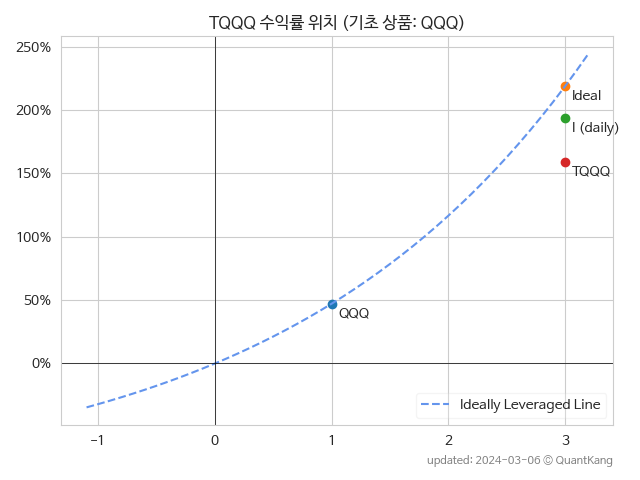 TQQQ 수익률 위치 (기초 상품: QQQ)
250%
200%
150%
100%
50%
0%
Ideal
I (daily)
TQQQ
QQQ
Ideally Leveraged Line
−1
0
1
2
3
updated: 2024-03-06 © QuantKang